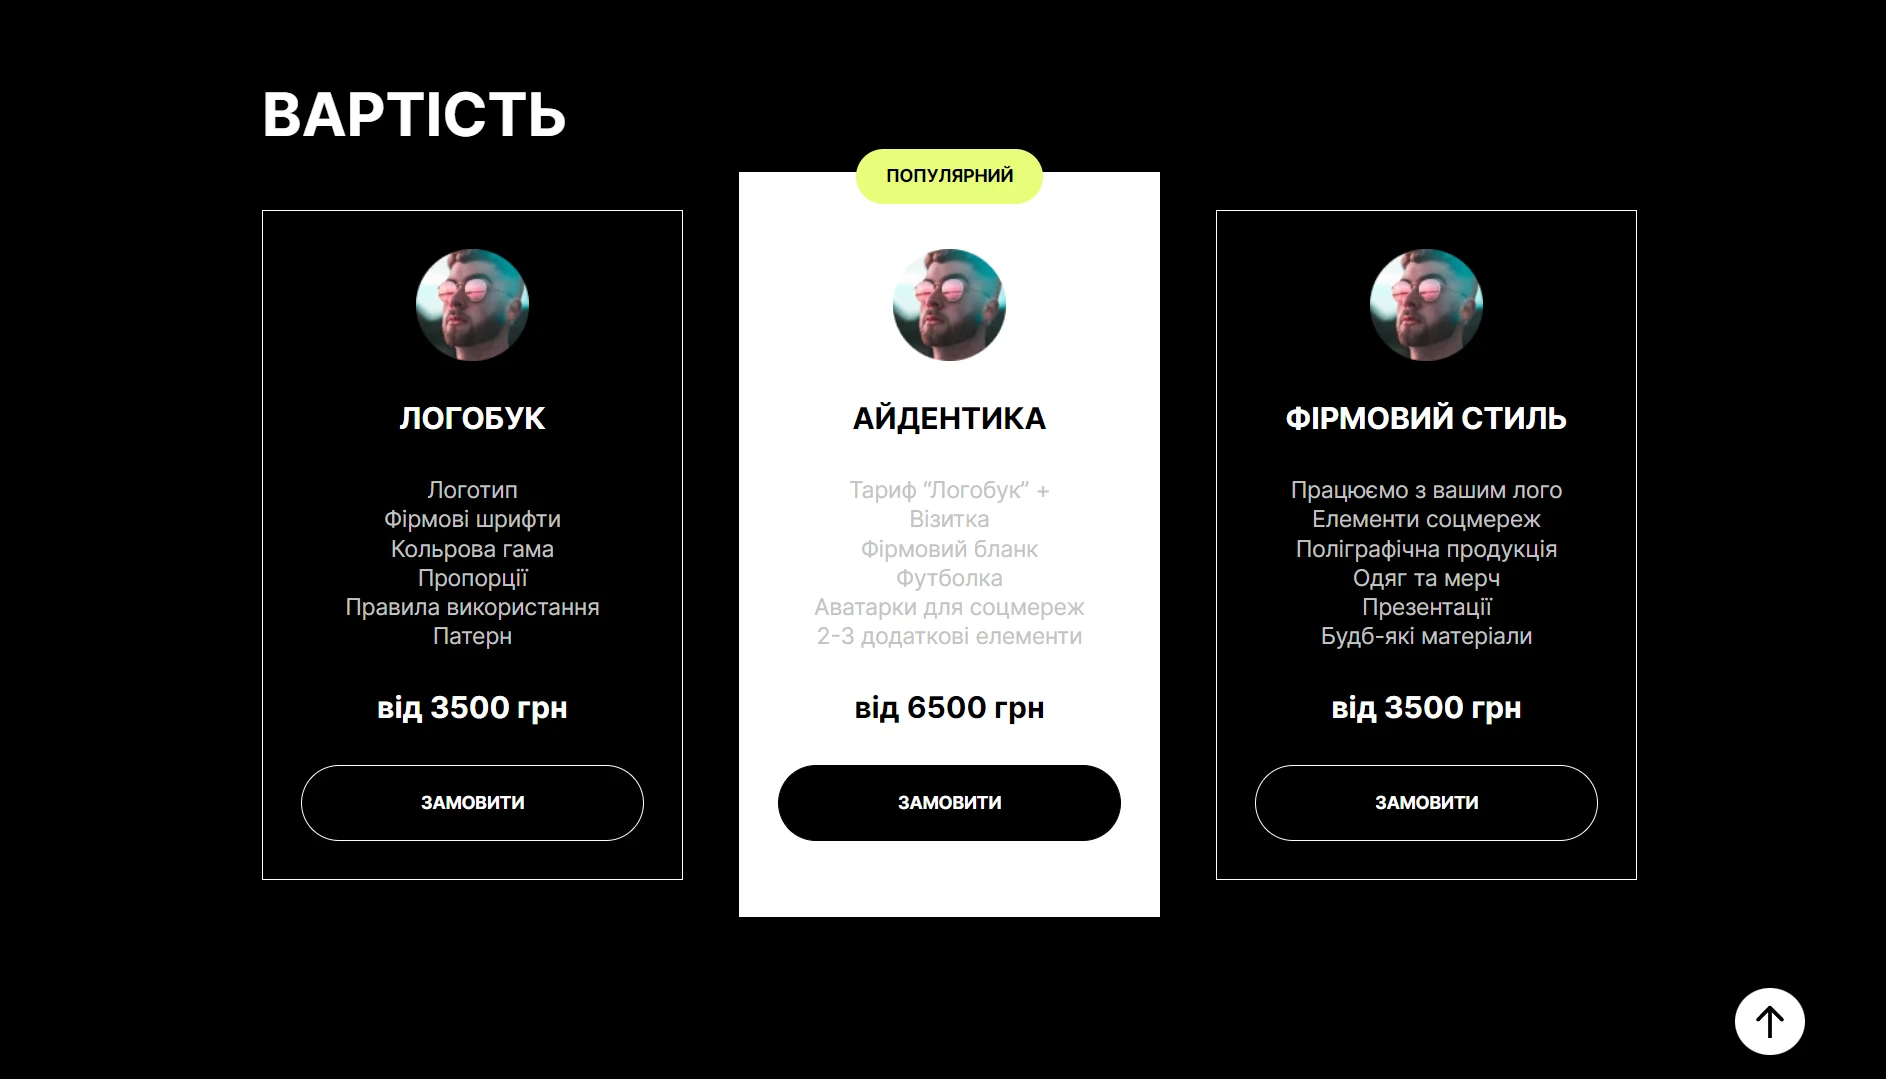 ВАРТІСТЬ
ЛОГОБУК
Логотип
Фірмові шрифти
Кольрова гама
Пропорції
Правила використання
Патерн
від 3500 грн
ЗАМОВИТИ
ПОПУЛЯРНИЙ
АЙДЕНТИКА
Тариф “Логобук” +
Візитка
Фірмовий бланк
Футболка
Аватарки для соцмереж
2-3 додаткові елементи
від 6500 грн
ЗАМОВИТИ
ФІРМОВИЙ СТИЛЬ
Працюємо з вашим лого
Елементи соцмереж
Поліграфічна продукція
Одяг та мерч
Презентації
Будб-які матеріали
від 3500 грн
ЗАМОВИТИ